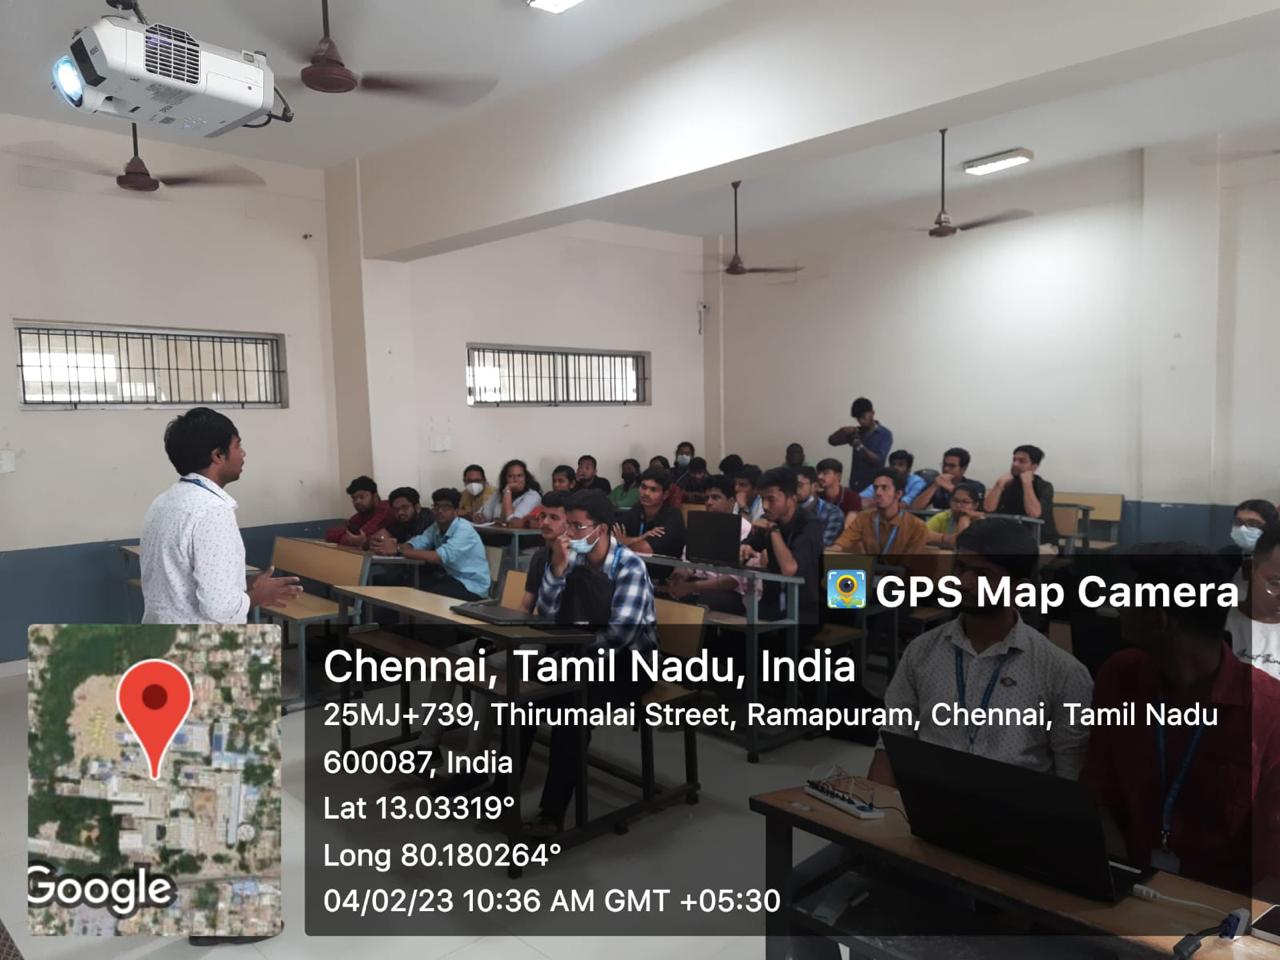 GPS Map Camera
Chennai, Tamil Nadu, India
25MJ+739, Thirumalai Street, Ramapuram, Chennai, Tamil Nadu
600087, India
Lat 13.03319°
Long 80.180264°
04/02/23 10:36 AM GMT +05:30
Google